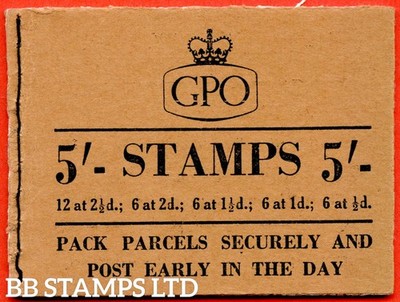 GPO
5'- STAMPS 5'-
12 at 2½d.; 6 at 2d.; 6 at 1½d.; 6 at 1d.; 6 at ½d.
PACK PARCELS SECURELY AND
POST EARLY IN THE DAY
BB STAMPS LTD